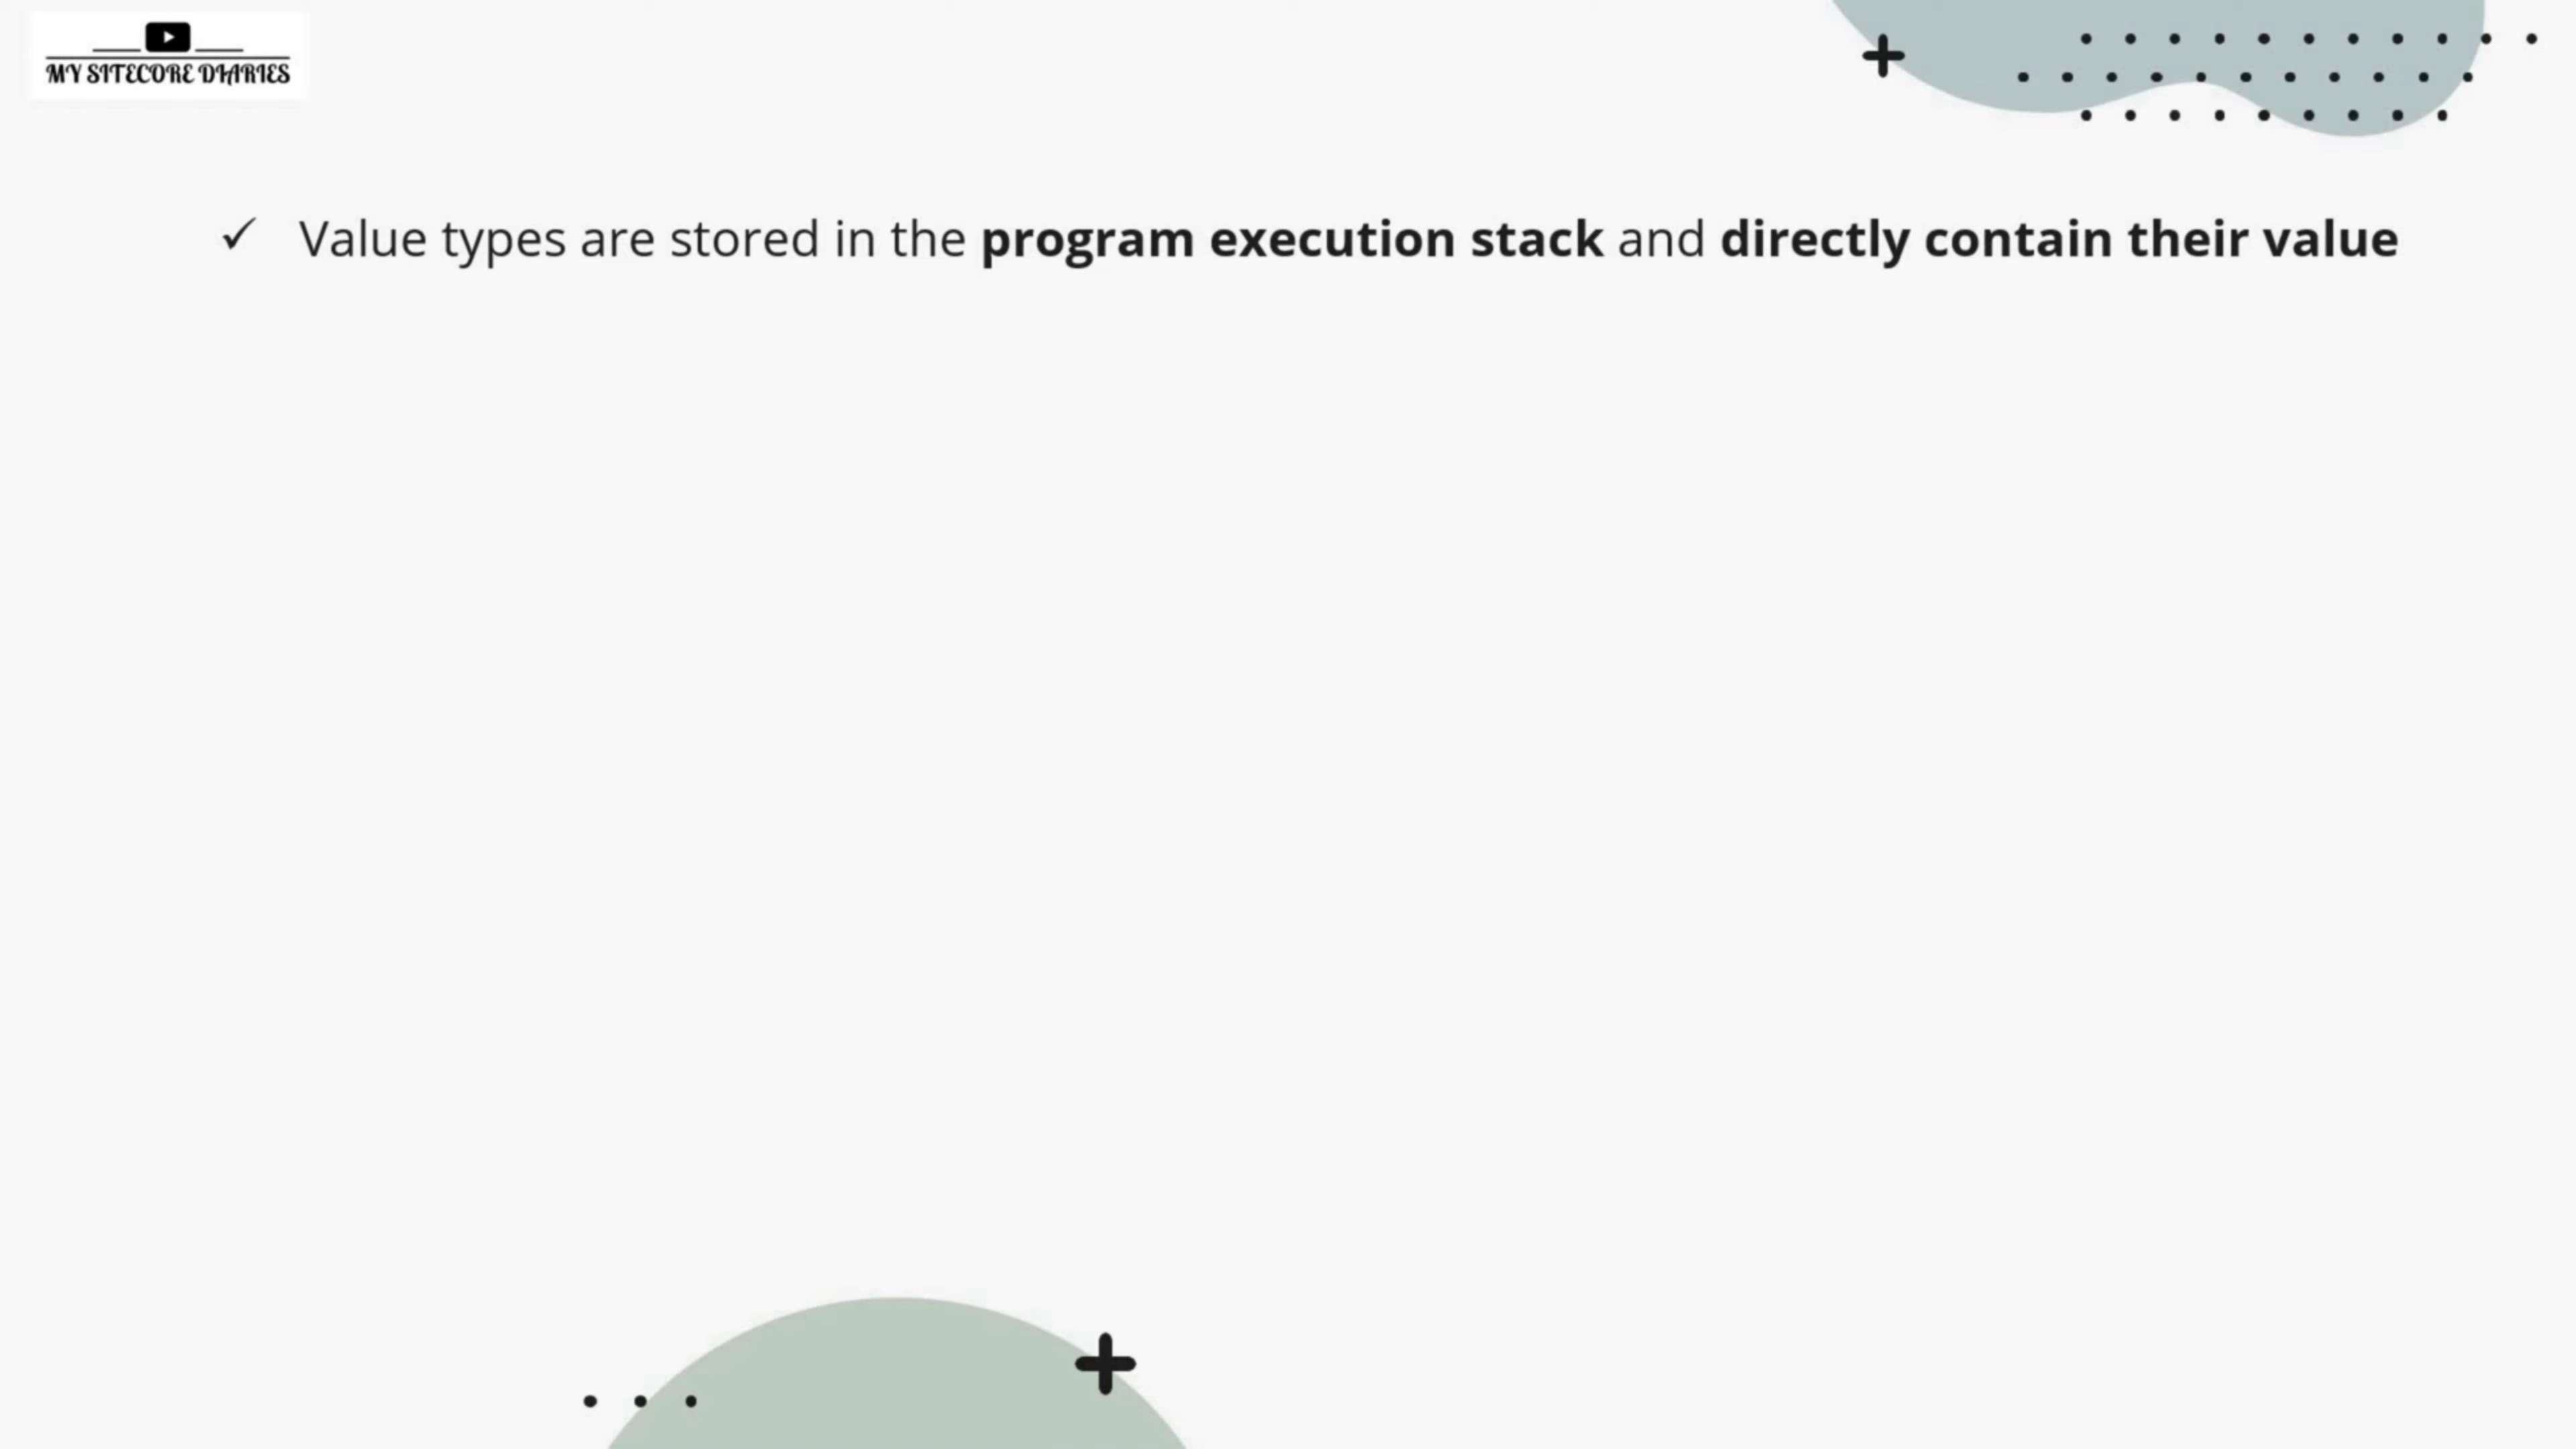 MY SITECORE DIARIES
✓ Value types are stored in the program execution stack and directly contain their value